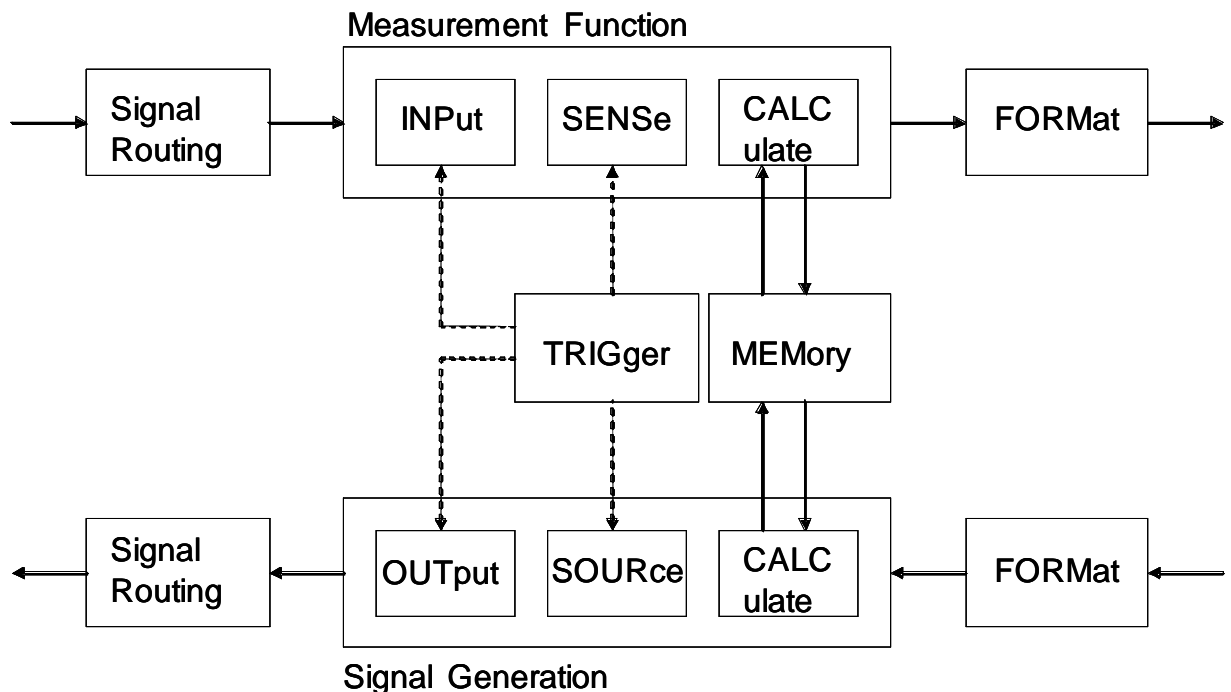 Measurement Function
Signal
Routing
INPut
SENSe
CALC
ulate
FORMat
TRIGger
MEMory
Signal
Routing
OUTput
SOURce
CALC
ulate
FORMat
Signal Generation